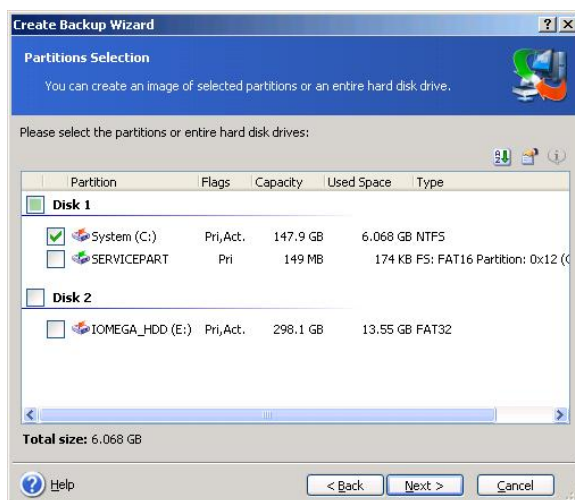 Create Backup Wizard
Partitions Selection
You can create an image of selected partitions or an entire hard disk drive.
Please select the partitions or entire hard disk drives:
Partition Flags Capacity Used Space Type
Disk 1
System (C:) Pri,Act. 147.9 GB 6.068 GB NTFS
SERVICEPART Pri 149 MB 174 KB FS: FAT16 Partition: 0x12 (
Disk 2
IOMEGA_HDD (E:) Pri,Act. 298.1 GB 13.55 GB FAT32
Total size: 6.068 GB
Help < Back Next > Cancel